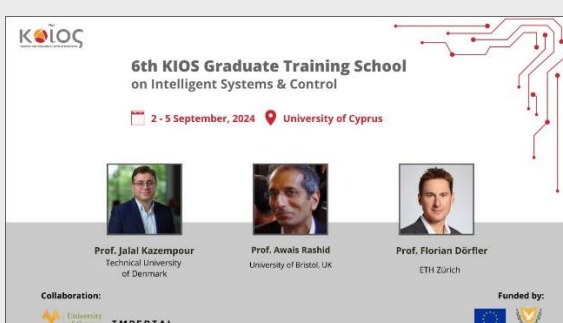 ΚΟΙΟΣ
6th KIOS Graduate Training School
on Intelligent Systems & Control
2 - 5 September, 2024
University of Cyprus
Prof. Jalal Kazempour
Technical University
of Denmark
Prof. Awais Rashid
University of Bristol, UK
Prof. Florian Dörfler
ETH Zürich
Collaboration:
Funded by:
University
IMPERIAL